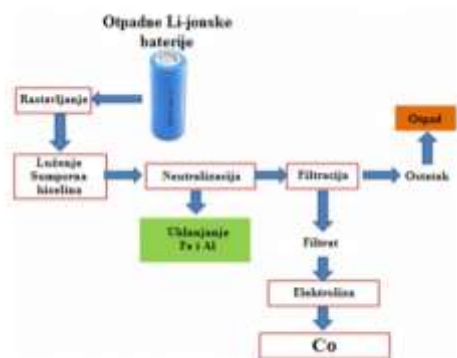 Otpadne Li-jonske
baterije
Rastavljanje
Luženje
Sumporna
kiselina
Neutralizacija
Filtracija
Ostatak
Otpad
Uklanjanje
Fe i Al
Filtrat
Elektroliza
Co